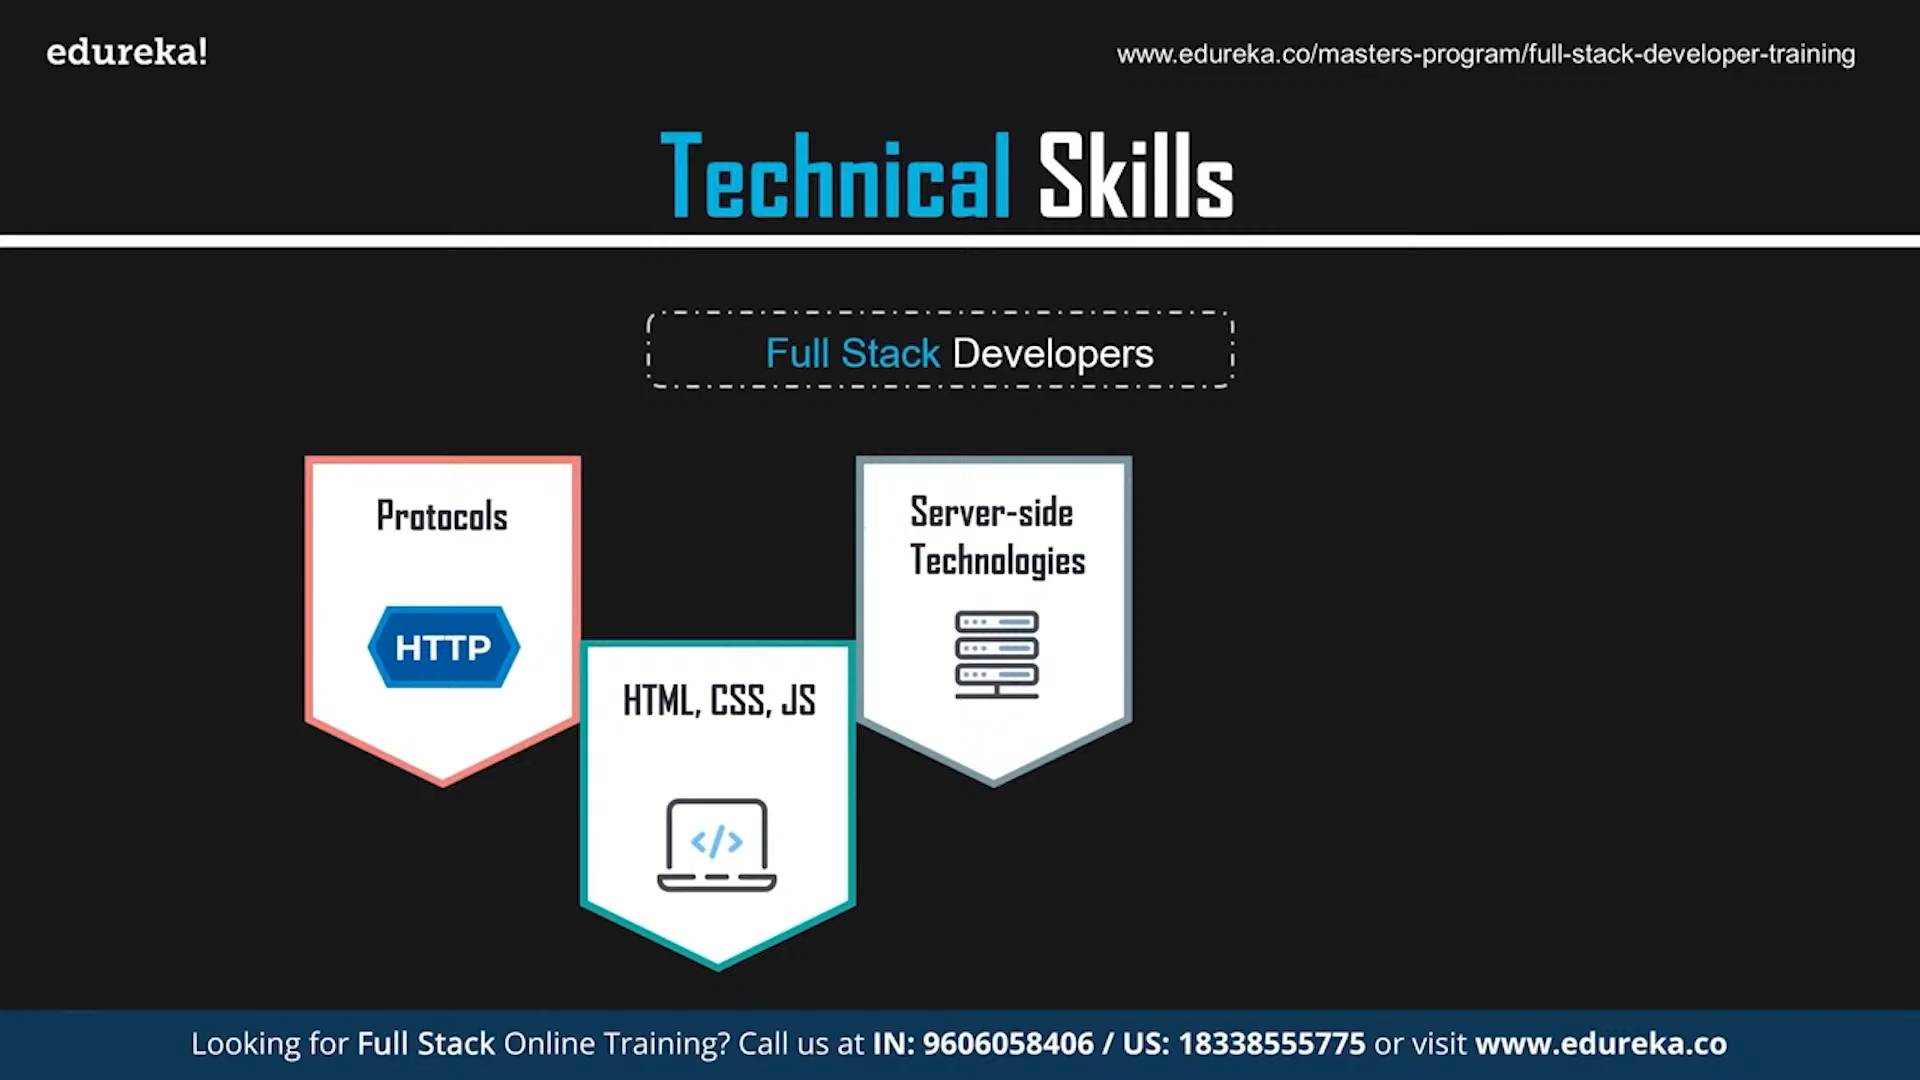 edureka!
www.edureka.co/masters-program/full-stack-developer-training
Technical Skills
Full Stack Developers
Protocols
HTTP
HTML, CSS, JS
</>
Server-side
Technologies
Looking for Full Stack Online Training? Call us at IN: 9606058406 / US: 18338555775 or visit www.edureka.co